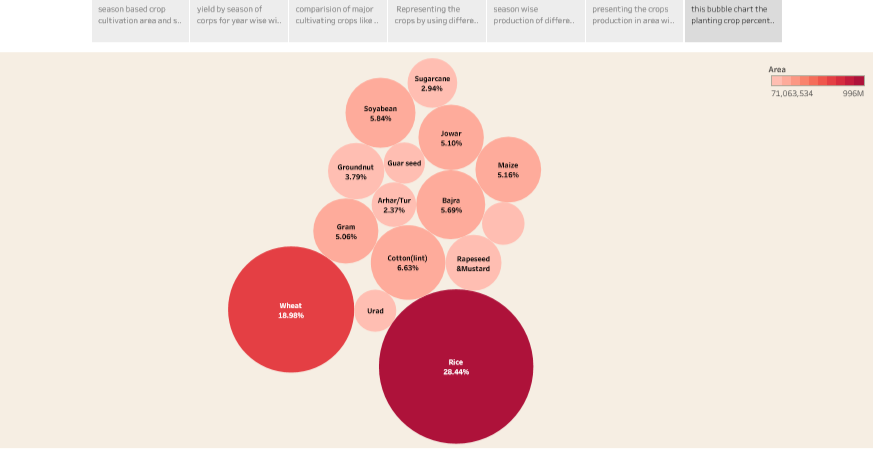 season based crop
cultivation area and s..
yield by season of
corps for year wise wi..
comparision of major
cultivating crops like ..
Representing the
crops by using differe..
season wise
production of differe..
presenting the crops
production in area wi..
this bubble chart the
planting crop percent..
Area
71,063,534 996M
Sugarcane
2.94%
Soyabean
5.84%
Jowar
5.10%
Maize
5.16%
Groundnut
3.79%
Guar seed
Arhar/Tur
2.37%
Bajra
5.69%
Gram
5.06%
Cotton(lint)
6.63%
Rapeseed
&Mustard
Wheat
18.98%
Urad
Rice
28.44%